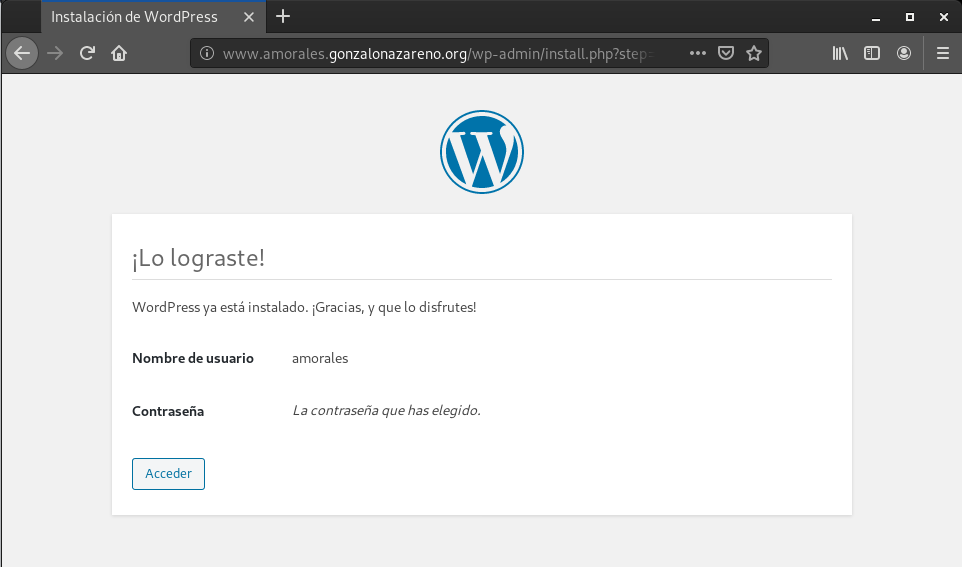 Instalación de WordPress
www.amorales.gonzalonazareno.org/wp-admin/install.php?step=
¡Lo lograste!
WordPress ya está instalado. ¡Gracias, y que lo disfrutes!
Nombre de usuario amorales
Contraseña La contraseña que has elegido.
Acceder